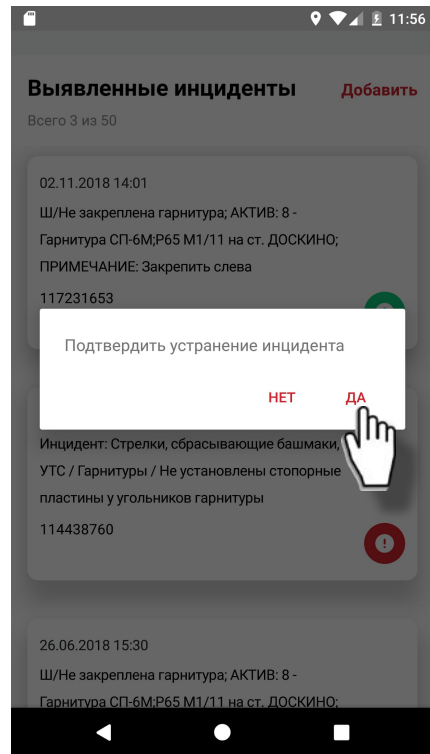 11:56
Выявленные инциденты
Добавить
Всего 3 из 50
02.11.2018 14:01
Ш/Не закреплена гарнитура; АКТИВ: 8 -
Гарнитура СП-6М;Р65 М1/11 на ст. ДОСКИНО;
ПРИМЕЧАНИЕ: Закрепить слева
117231653
Подтвердить устранение инцидента
НЕТ
ДА
Инцидент: Стрелки, сбрасывающие башмаки,
УТС / Гарнитуры / Не установлены стопорные
пластины у угольников гарнитуры
114438760
26.06.2018 15:30
Ш/Не закреплена гарнитура; АКТИВ: 8 -
Гарнитура СП-6М;Р65 М1/11 на ст. ДОСКИНО;